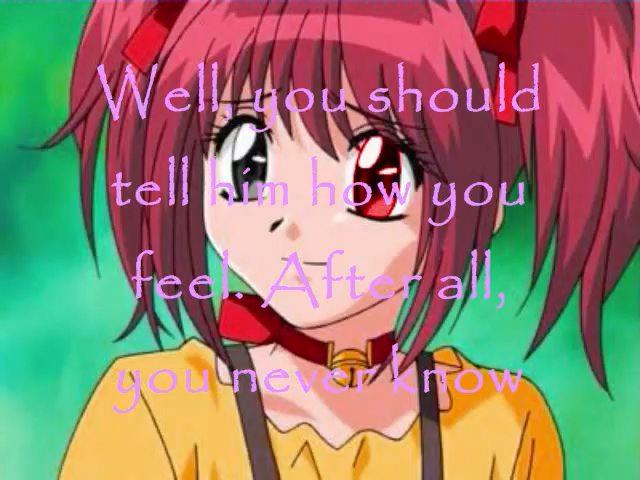 Well, you should
tell him how you
feel. After all,
you never know